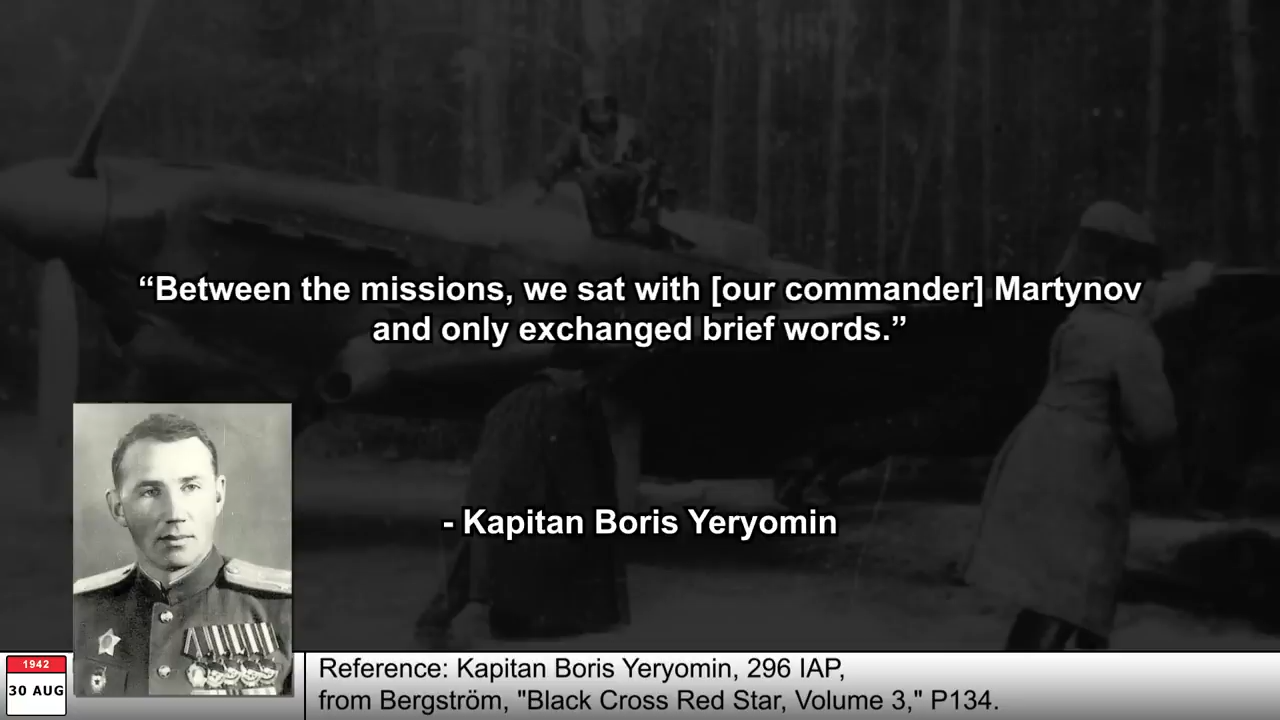 “Between the missions, we sat with [our commander] Martynov
and only exchanged brief words.”
- Kapitan Boris Yeryomin
1942
30 AUG
Reference: Kapitan Boris Yeryomin, 296 IAP,
from Bergström, "Black Cross Red Star, Volume 3," P134.